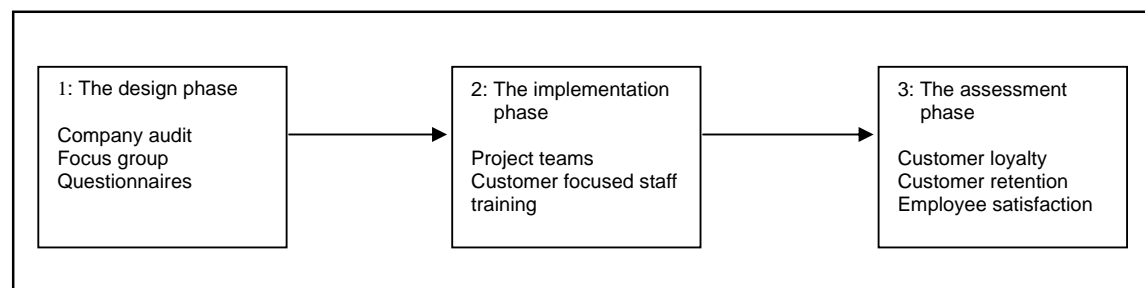 1: The design phase
Company audit
Focus group
Questionnaires
2: The implementation
phase
Project teams
Customer focused staff
training
3: The assessment
phase
Customer loyalty
Customer retention
Employee satisfaction